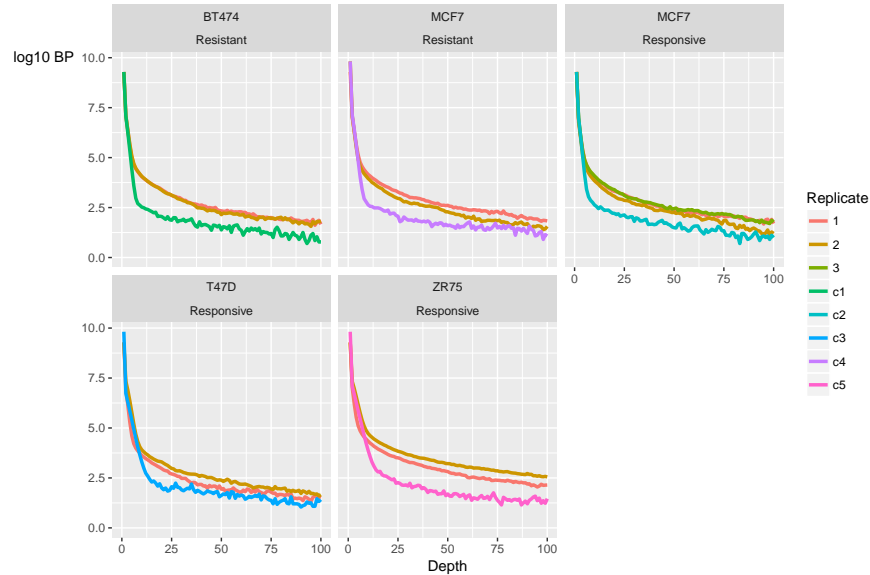 BT474
Resistant
MCF7
Resistant
MCF7
Responsive
log10 BP
10.0
7.5
5.0
2.5
0.0
0 25 50 75 100
T47D
Responsive
ZR75
Responsive
10.0
7.5
5.0
2.5
0.0
0 25 50 75 100
0 25 50 75 100
Depth
Replicate
1
2
3
c1
c2
c3
c4
c5